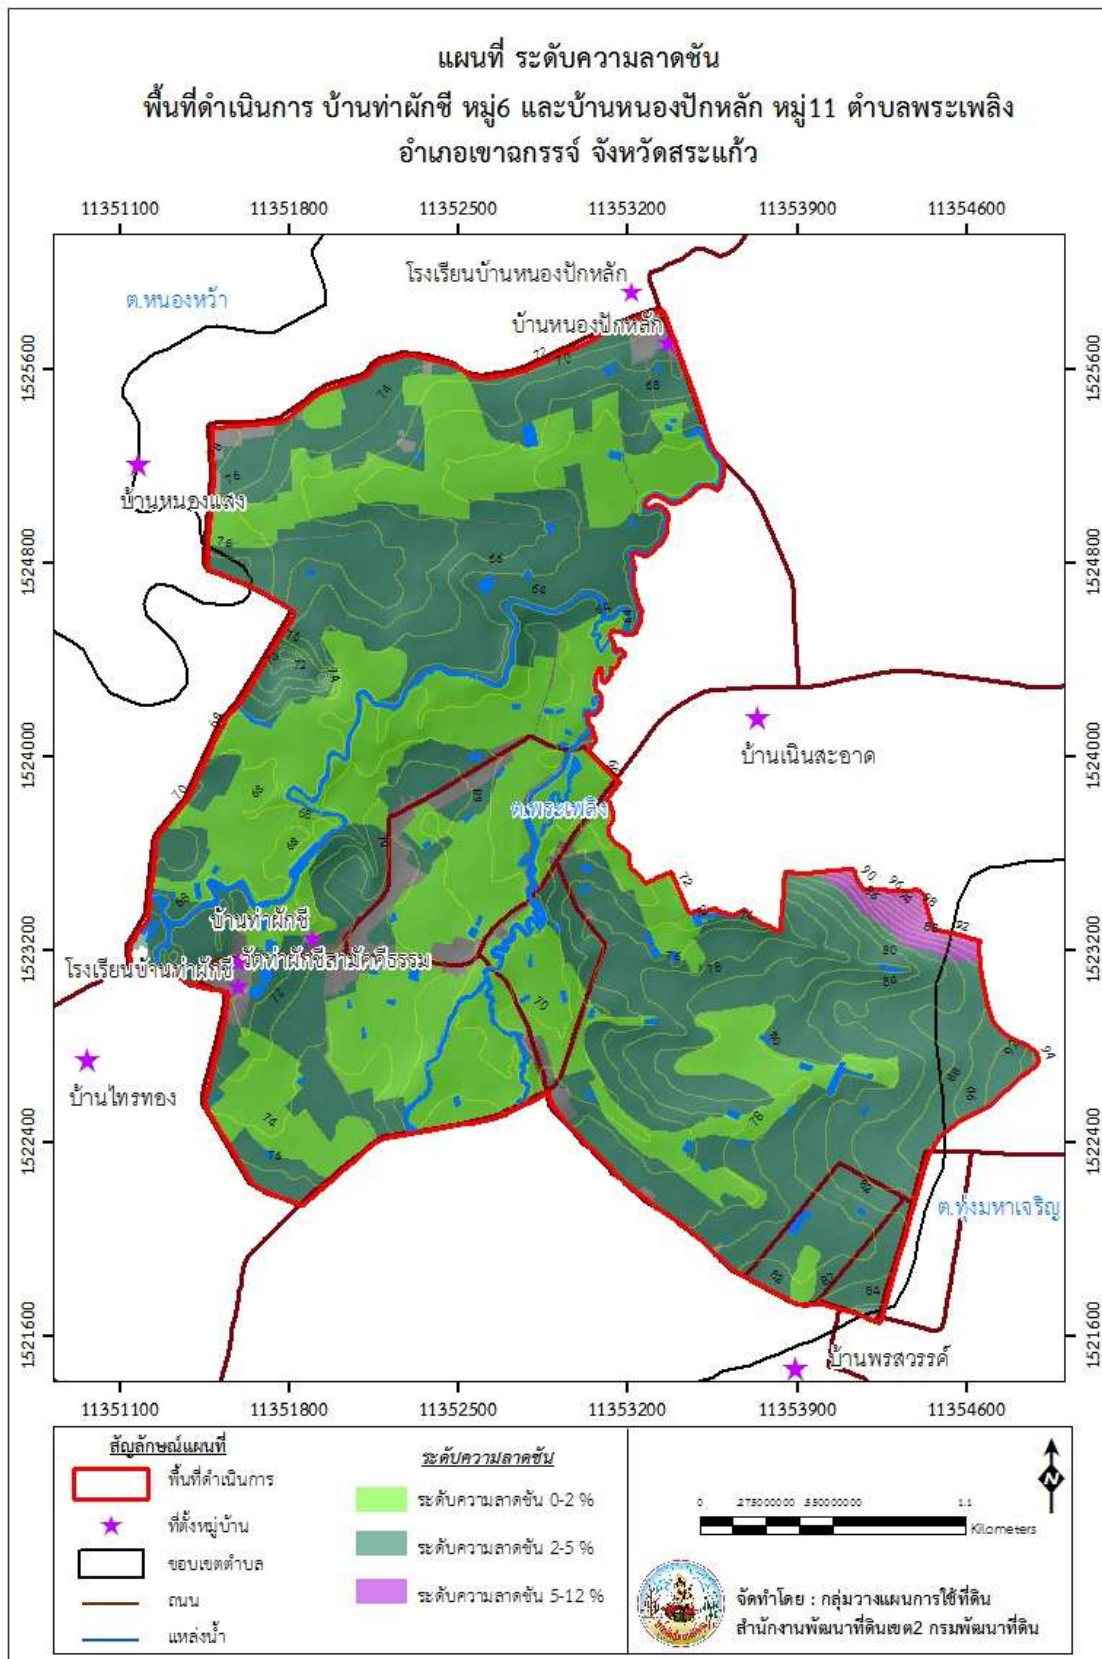 แผนที่ ระดับความลาดชัน
พื้นที่ดำเนินการ บ้านท่าผักชี หมู่6 และบ้านหนองปักหลัก หมู่11 ตำบลพระเพลิง
อำเภอเขาฉกรรจ์ จังหวัดสระแก้ว
11351100 11351800 11352500 11353200 11353900 11354600
โรงเรียนบ้านหนองปักหลัก
ต.หนองหว้า
บ้านหนองปักหลัก
1525600 1525600
บ้านหนองแสง
1524800 1524800
1524000 1524000
บ้านเนินสะอาด
ต.พระเพลิง
บ้านท่าผักชี
1523200 1523200
วัดท่าผักชีสามัคคีธรรม
โรงเรียนบ้านท่าผักชี
บ้านไทรทอง
1522400 1522400
ต.ทุ่งมหาเจริญ
1521600 1521600
บ้านพรสวรรค์
11351100 11351800 11352500 11353200 11353900 11354600
สัญลักษณ์แผนที่
พื้นที่ดำเนินการ
ที่ตั้งหมู่บ้าน
ขอบเขตตำบล
ถนน
แหล่งน้ำ
ระดับความลาดชัน
ระดับความลาดชัน 0-2 %
ระดับความลาดชัน 2-5 %
ระดับความลาดชัน 5-12 %
N
0 .275000000 .550000000 1.1
Kilometers
จัดทำโดย : กลุ่มวางแผนการใช้ที่ดิน
สำนักงานพัฒนาที่ดินเขต2 กรมพัฒนาที่ดิน